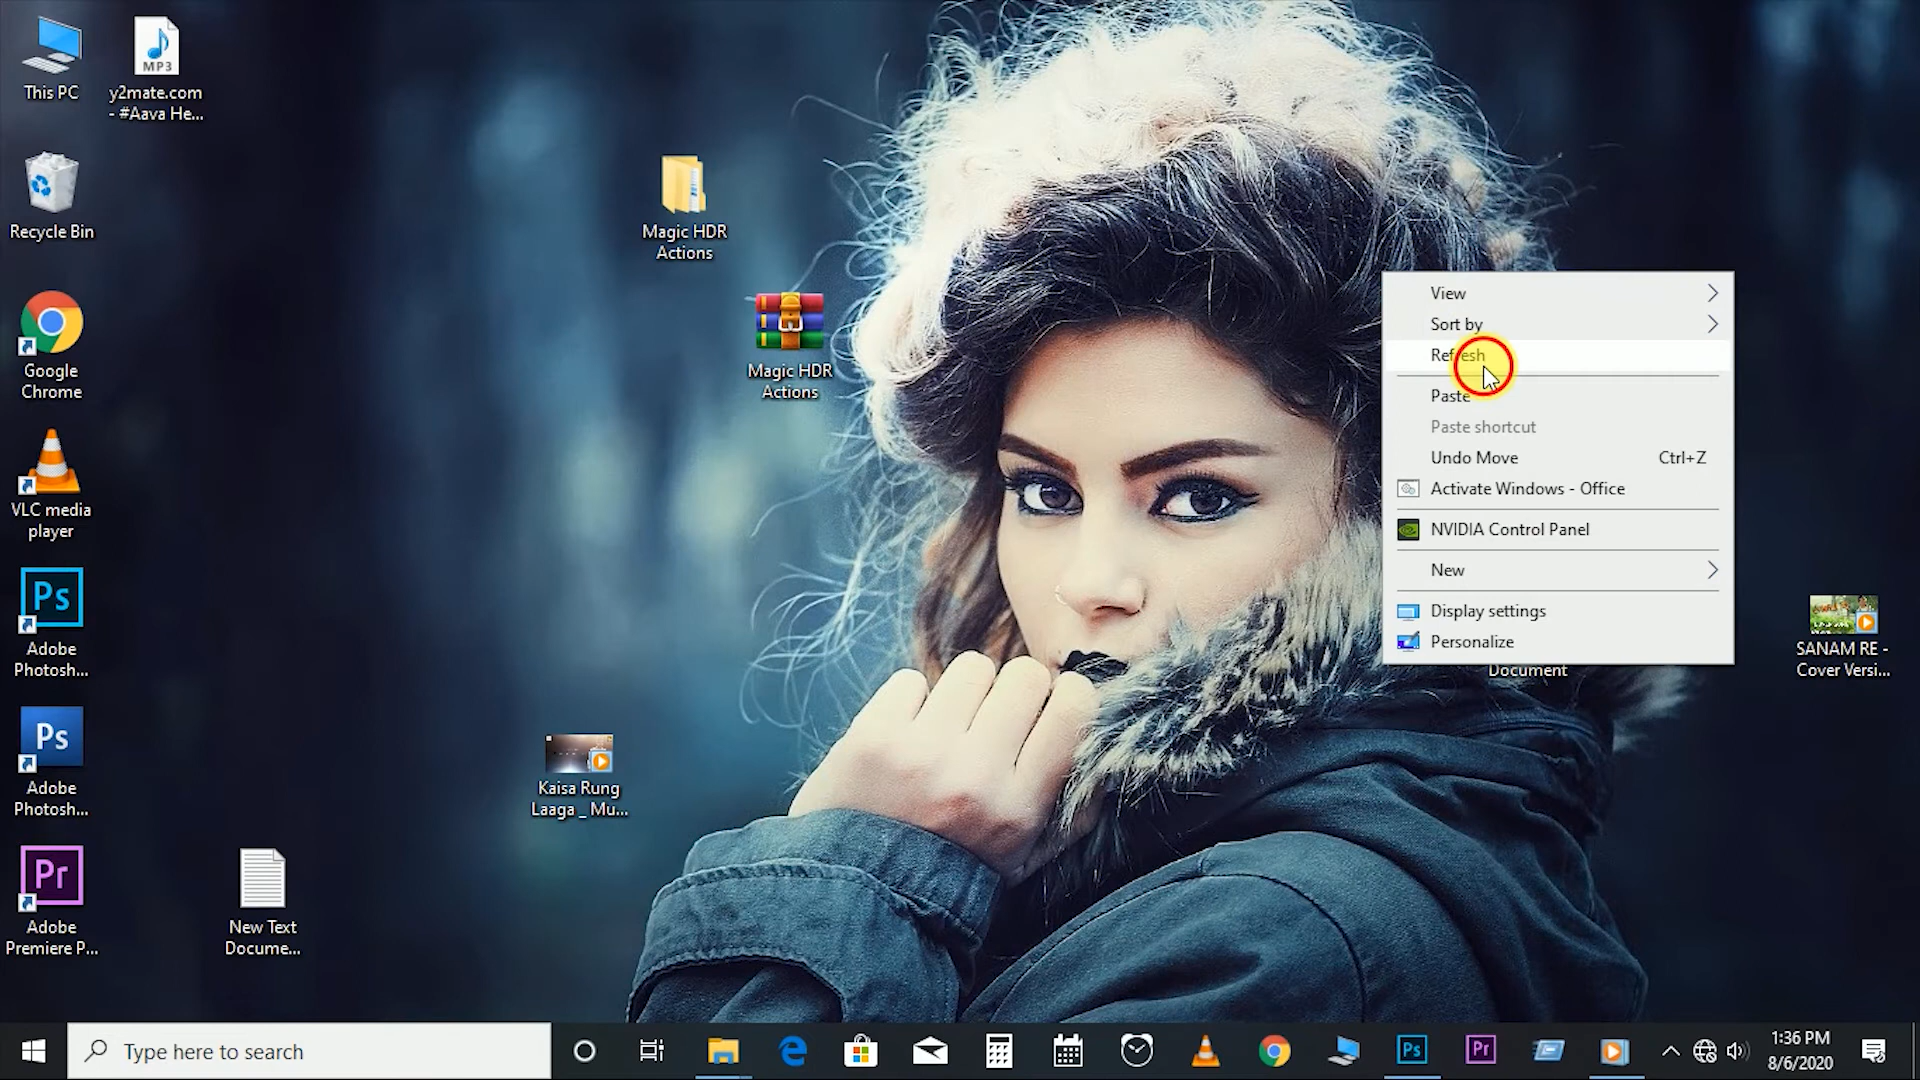 This PC
y2mate.com
- #Aava He...
MP3
Recycle Bin
Google
Chrome
VLC media
player
Ps
Adobe
Photosh...
Ps
Adobe
Photosh...
Pr
Adobe
Premiere P...
New Text
Docume...
Magic HDR
Actions
Magic HDR
Actions
Kaisa Rung
Laaga _ Mu...
View
Sort by
Refresh
Paste
Paste shortcut
Undo Move Ctrl+Z
Activate Windows - Office
NVIDIA Control Panel
New
Display settings
Personalize
Document
SANAM RE -
Cover Versi...
Type here to search
Ps
Pr
1:36 PM
8/6/2020